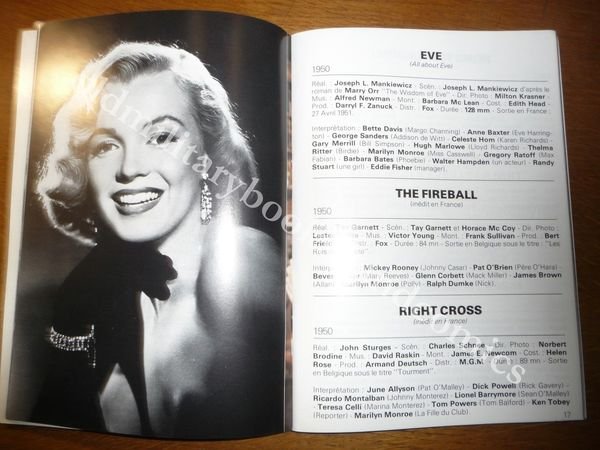 EVE
(All about Eve)
1950
Réal. : Joseph L. Mankiewicz - Scén. : Joseph L. Mankiewicz d'après le
roman de Marry Orr "The Wisdom of Eve" - Dir. Photo : Milton Krasner -
Mus. : Alfred Newman - Mont. : Barbara Mc Lean - Cost. : Edith Head -
Prod. : Darryl F. Zanuck - Distr. : Fox - Durée : 128 mn - Sortie en France :
27 Avril 1951.
Interprétation : Bette Davis (Margo Channing) - Anne Baxter (Eve Harring-
ton) - George Sanders (Addison de Witt) - Celeste Hom (Karen Richards) -
Gary Merrill (Bill Simpson) - Hugh Marlowe (Lloyd Richards) - Thelma
Ritter (Birdie) - Marilyn Monroe (Miss Casswell) - Gregory Ratoff (Max
Fabian) - Barbara Bates (Phoebe) - Walter Hampden (un acteur) - Randy
Stuart (une girl) - Eddie Fisher (manager).
THE FIREBALL
(inédit en France)
1950
Réal. : Tay Garnett - Scén. : Tay Garnett et Horace Mc Coy - Dir. Photo :
Lester - Mus. : Victor Young - Mont. : Frank Sullivan - Prod. : Bert
- Distr. : Fox - Durée : 84 mn - Sortie en Belgique sous le titre : "Les
Mickey Rooney (Johnny Casar) - Pat O'Brien (Père O'Hara) -
(Mary Reeves) - Glenn Corbett (Mack Miller) - James Brown
(Allan) - Marilyn Monroe (Polly) - Ralph Dumke (Nick).
RIGHT CROSS
(inédit en France)
1950
Réal. : John Sturges - Scén. : Charles - Dir. Photo : Norbert
Brodine - Mus. : David Raskin - Mont. : James E. Newcom - Cost. : Helen
Rose - Prod. : Armand Deutsch - Distr. : M.G.M. - Durée : 89 mn - Sortie
en Belgique sous le titre "Tourment".
Interprétation : June Allyson (Pat O'Malley) - Dick Powell (Rick Gavery) -
Ricardo Montalban (Johnny Monterez) - Lionel Barrymore (Sean O'Malley)
- Teresa Celli (Marina Monterez) - Tom Powers (Tom Balford) - Ken Tobey
(Reporter) - Marilyn Monroe (La Fille du Club).
17